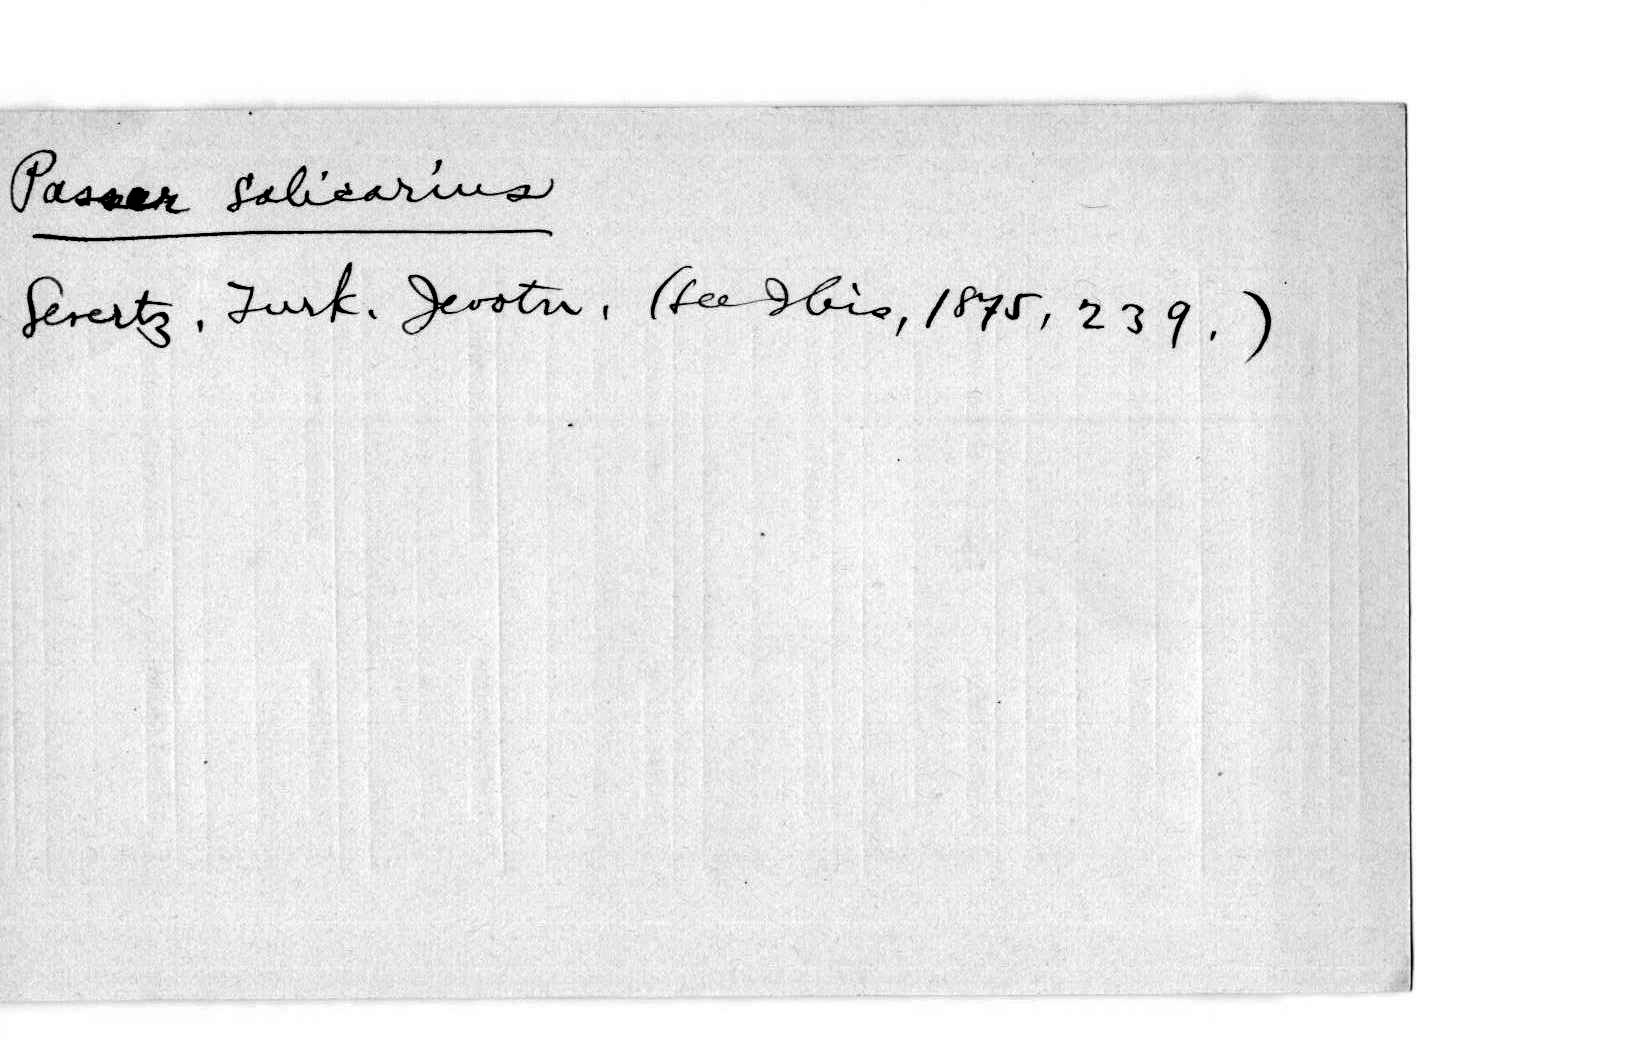 Passer salicarius
Severtz. Turk. Jevotn. (see Ibis, 1875, 239.)